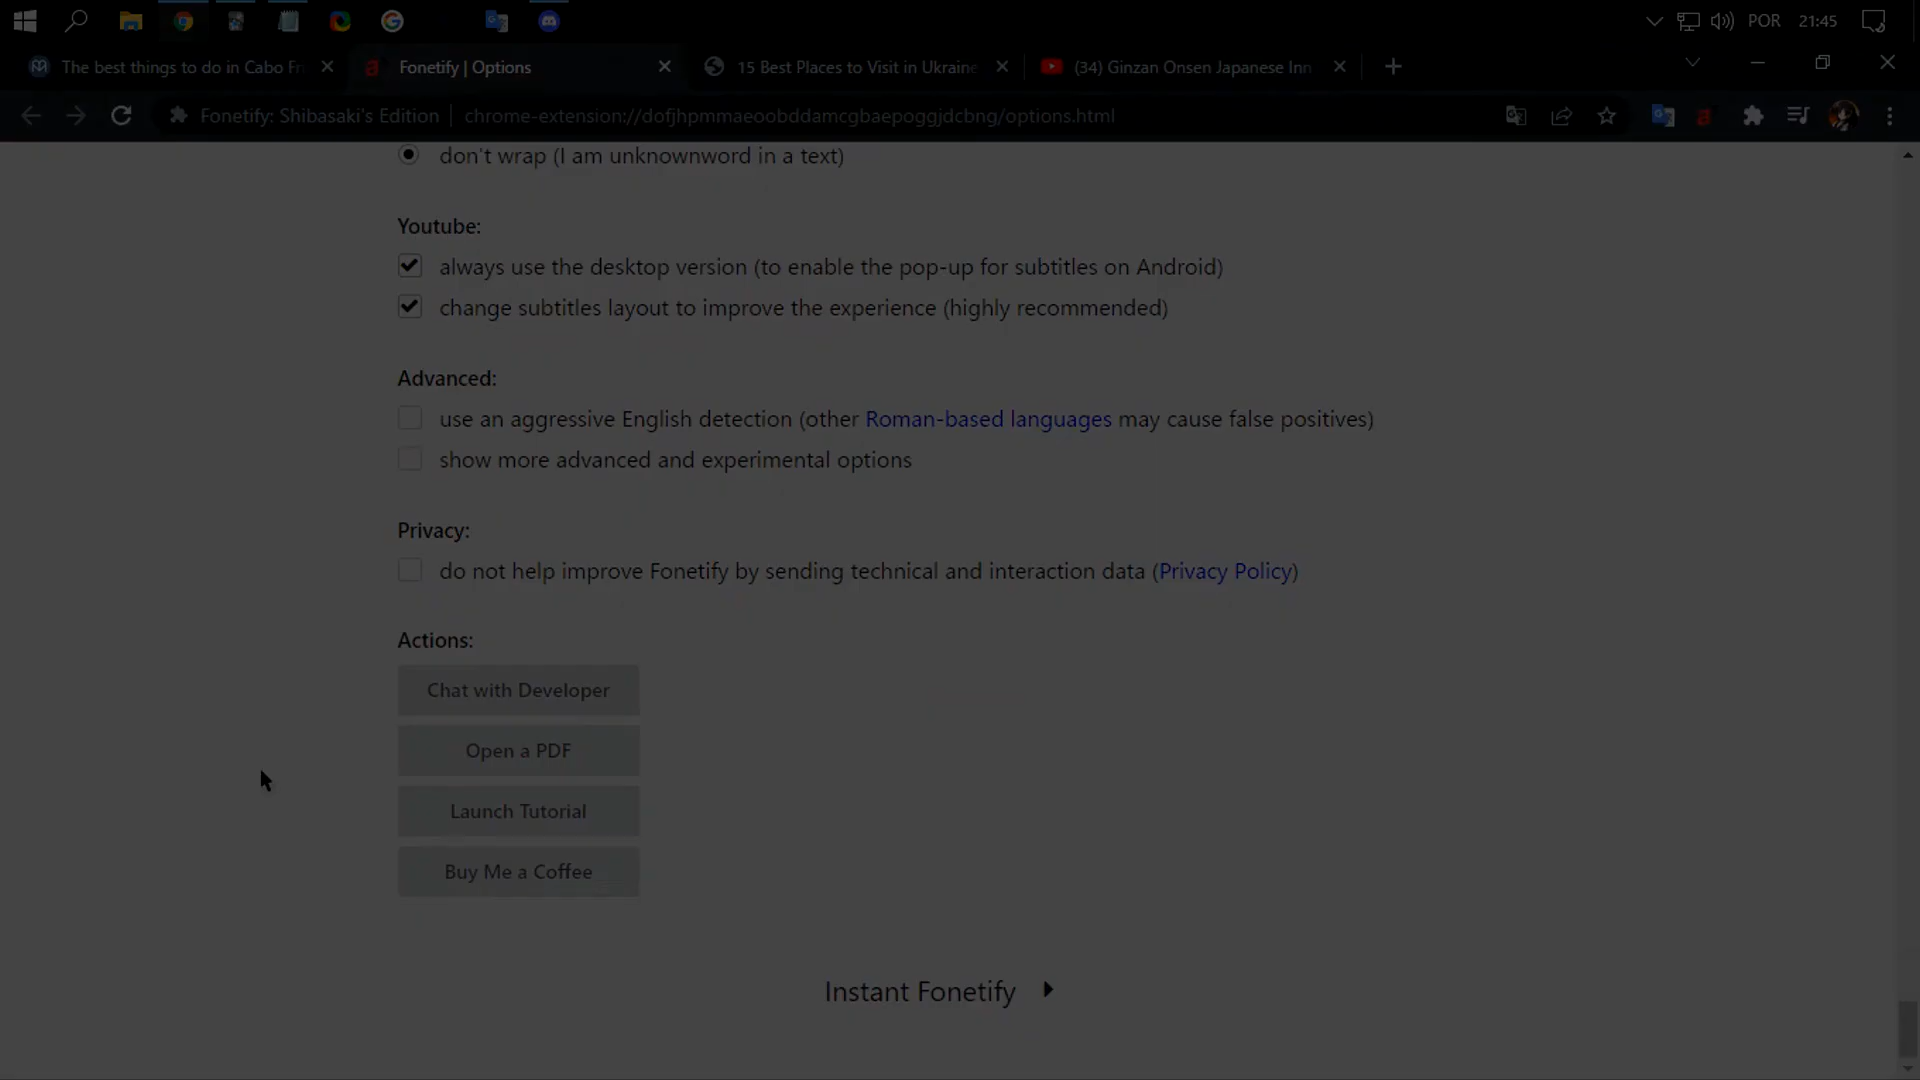 POR 21:45
The best things to do in Cabo Fr
Fonetify | Options
15 Best Places to Visit in Ukraine
(34) Ginzan Onsen Japanese Inn
Fonetify: Shibasaki's Edition chrome-extension://dofjhpmmaeoobddamcgbaepoggjdcbng/options.html
don't wrap (I am unknownword in a text)
Youtube:
always use the desktop version (to enable the pop-up for subtitles on Android)
change subtitles layout to improve the experience (highly recommended)
Advanced:
use an aggressive English detection (other Roman-based languages may cause false positives)
show more advanced and experimental options
Privacy:
do not help improve Fonetify by sending technical and interaction data (Privacy Policy)
Actions:
Chat with Developer
Open a PDF
Launch Tutorial
Buy Me a Coffee
Instant Fonetify